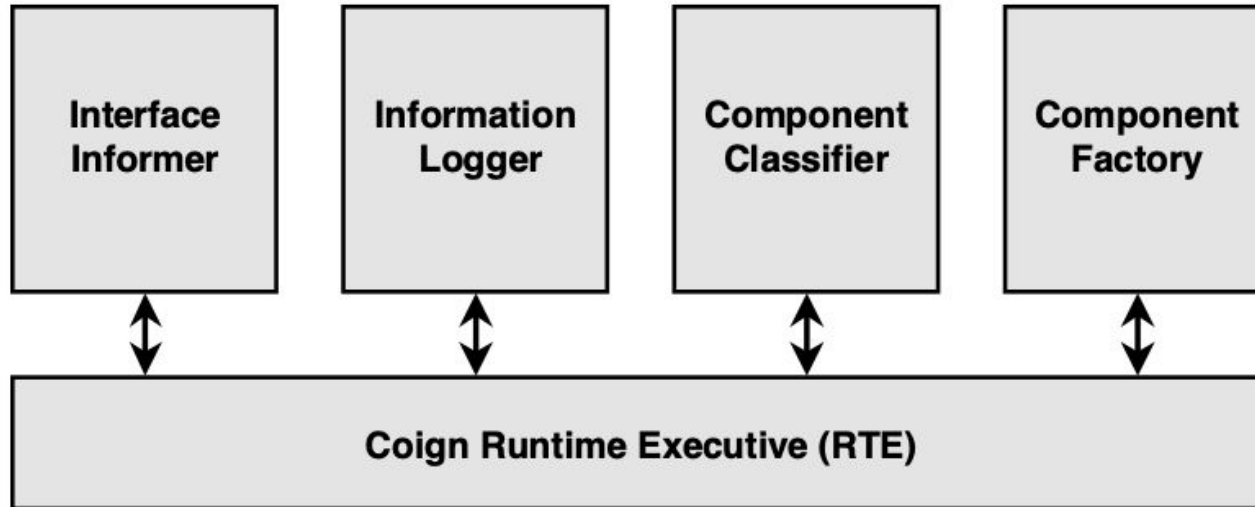 Interface
Informer
Information
Logger
Component
Classifier
Component
Factory
Coign Runtime Executive (RTE)